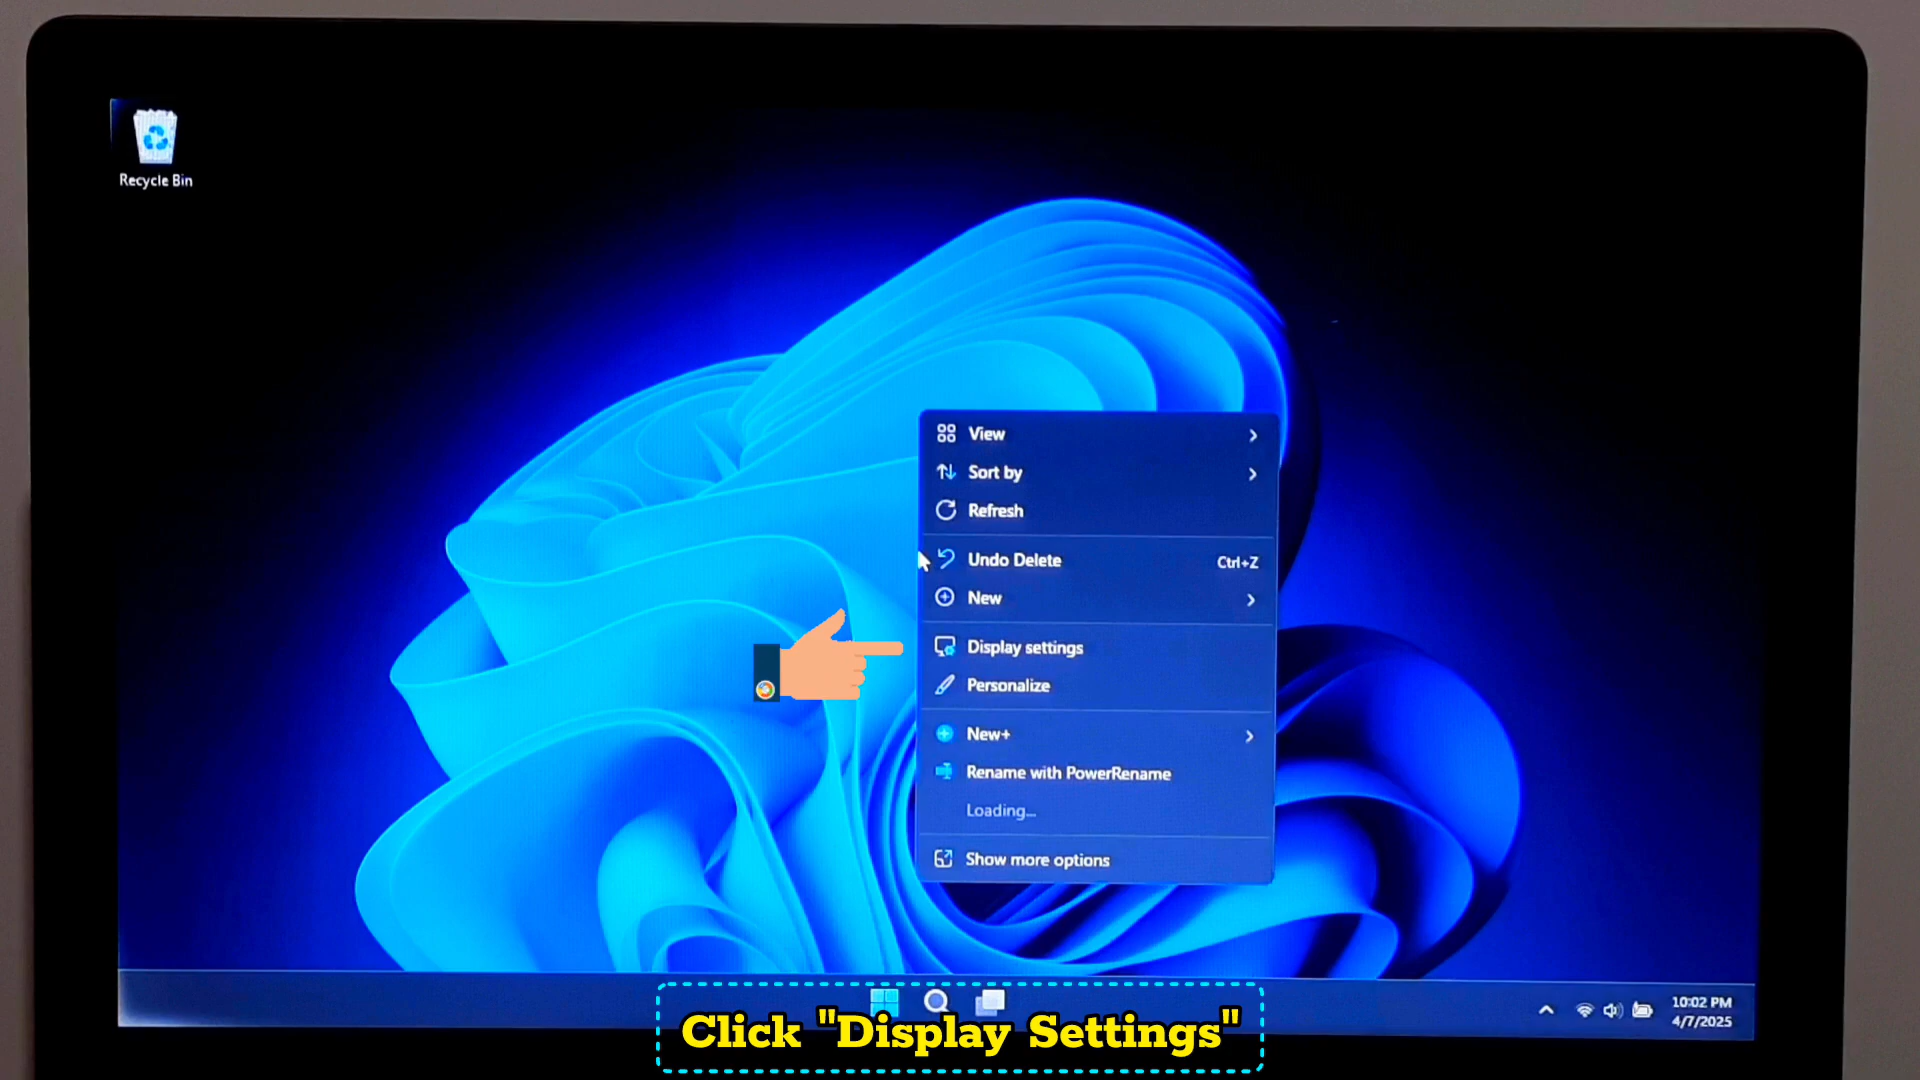 Recycle Bin
View
Sort by
Refresh
Undo Delete Ctrl+Z
New
Display settings
Personalize
New+
Rename with PowerRename
Loading...
Show more options
10:02 PM
4/7/2025
Click "Display Settings"